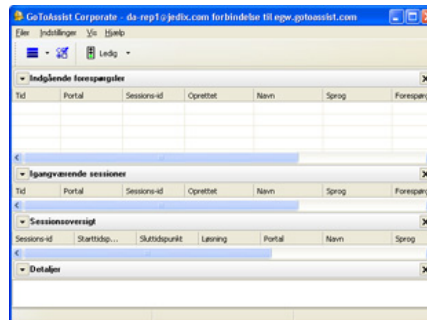 GoToAssist Corporate - da-rep1@jedix.com forbindelse til egw.gotoassist.com
Filer Indstillinger Vis Hjælp
Ledig
Indgående forespørgsler
Tid Portal Sessions-id Oprettet Navn Sprog Forespørg
Igangværende sessioner
Tid Portal Sessions-id Oprettet Navn Sprog Forespørg
Sessionsoversigt
Sessions-id Starttidsp... Sluttidspunkt Løsning Portal Navn Sprog
Detaljer